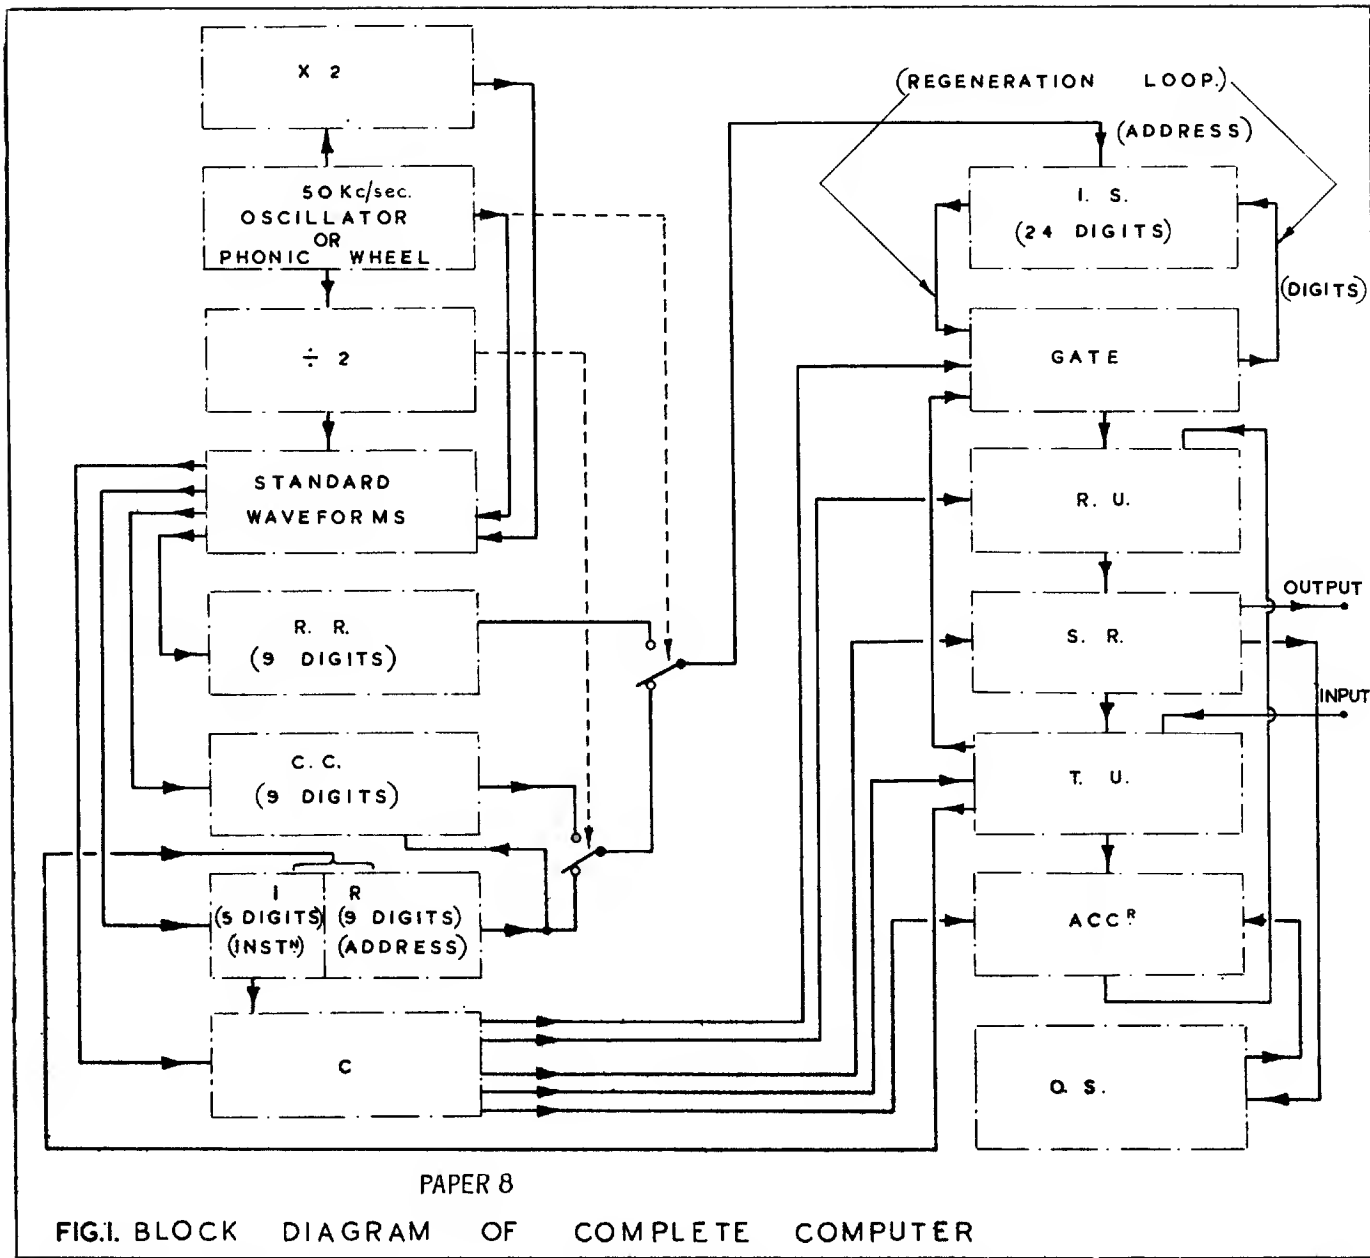 X 2
50 Kc/sec.
OSCILLATOR
OR
PHONIC WHEEL
÷ 2
STANDARD
WAVEFORMS
R. R.
(9 DIGITS)
C.C.
(9 DIGITS)
I R
(5 DIGITS) (9 DIGITS)
(INSTN) (ADDRESS)
C
(REGENERATION LOOP.)
(ADDRESS)
I. S.
(24 DIGITS)
(DIGITS)
GATE
R. U.
OUTPUT
S. R.
INPUT
T. U.
ACCR.
O. S.
PAPER 8
FIG.1. BLOCK DIAGRAM OF COMPLETE COMPUTER